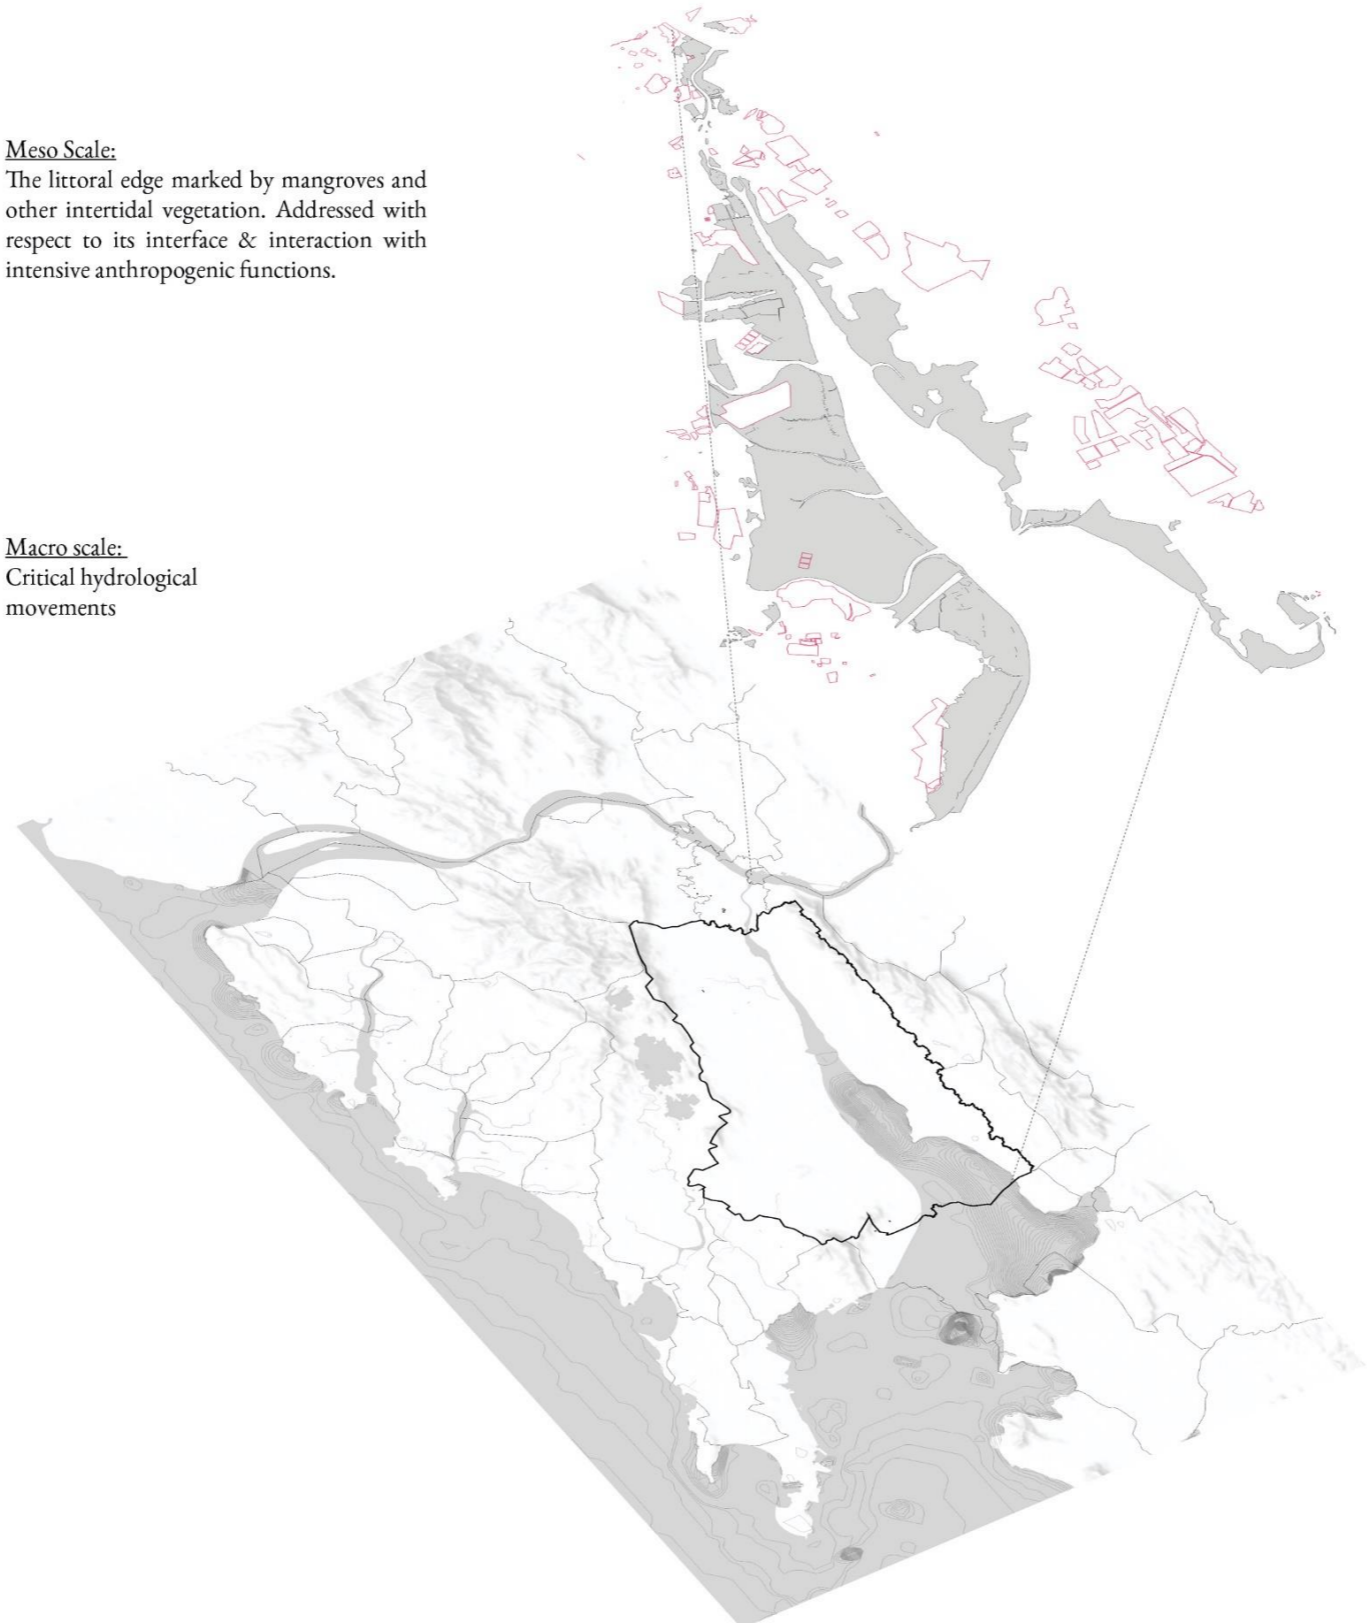 Meso Scale:
The littoral edge marked by mangroves and
other intertidal vegetation. Addressed with
respect to its interface & interaction with
intensive anthropogenic functions.
Macro scale:
Critical hydrological
movements